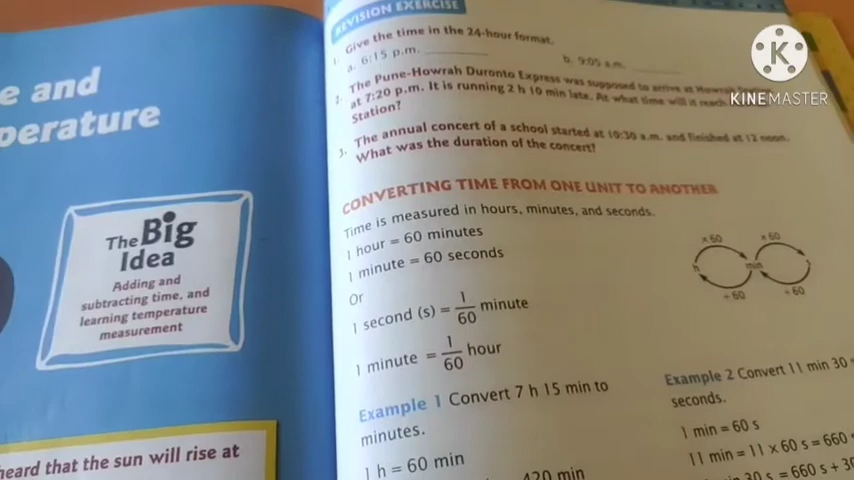 e and
perature
The Big
Idea
Adding and
subtracting time, and
learning temperature
measurement
heard that the sun will rise at
REVISION EXERCISE
1. Give the time in the 24-hour format.
a. 6:15 p.m. b. 9:05 a.m.
2. The Pune-Howrah Duronto Express was supposed to arrive at Howrah
at 7:20 p.m. It is running 2 h 10 min late. At what time will it reach
Station?
3. The annual concert of a school started at 10:30 a.m. and finished at 12 noon.
What was the duration of the concert?
CONVERTING TIME FROM ONE UNIT TO ANOTHER
Time is measured in hours, minutes, and seconds.
1 hour = 60 minutes
1 minute = 60 seconds
Or
1 second (s) = 1/60 minute
1 minute = 1/60 hour
× 60 × 60
h min s
÷ 60 ÷ 60
Example 1 Convert 7 h 15 min to
minutes.
1 h = 60 min
420 min
Example 2 Convert 11 min 30
seconds.
1 min = 60 s
11 min = 11 × 60 s = 660
min 30 s = 660 s + 30
KINEMASTER